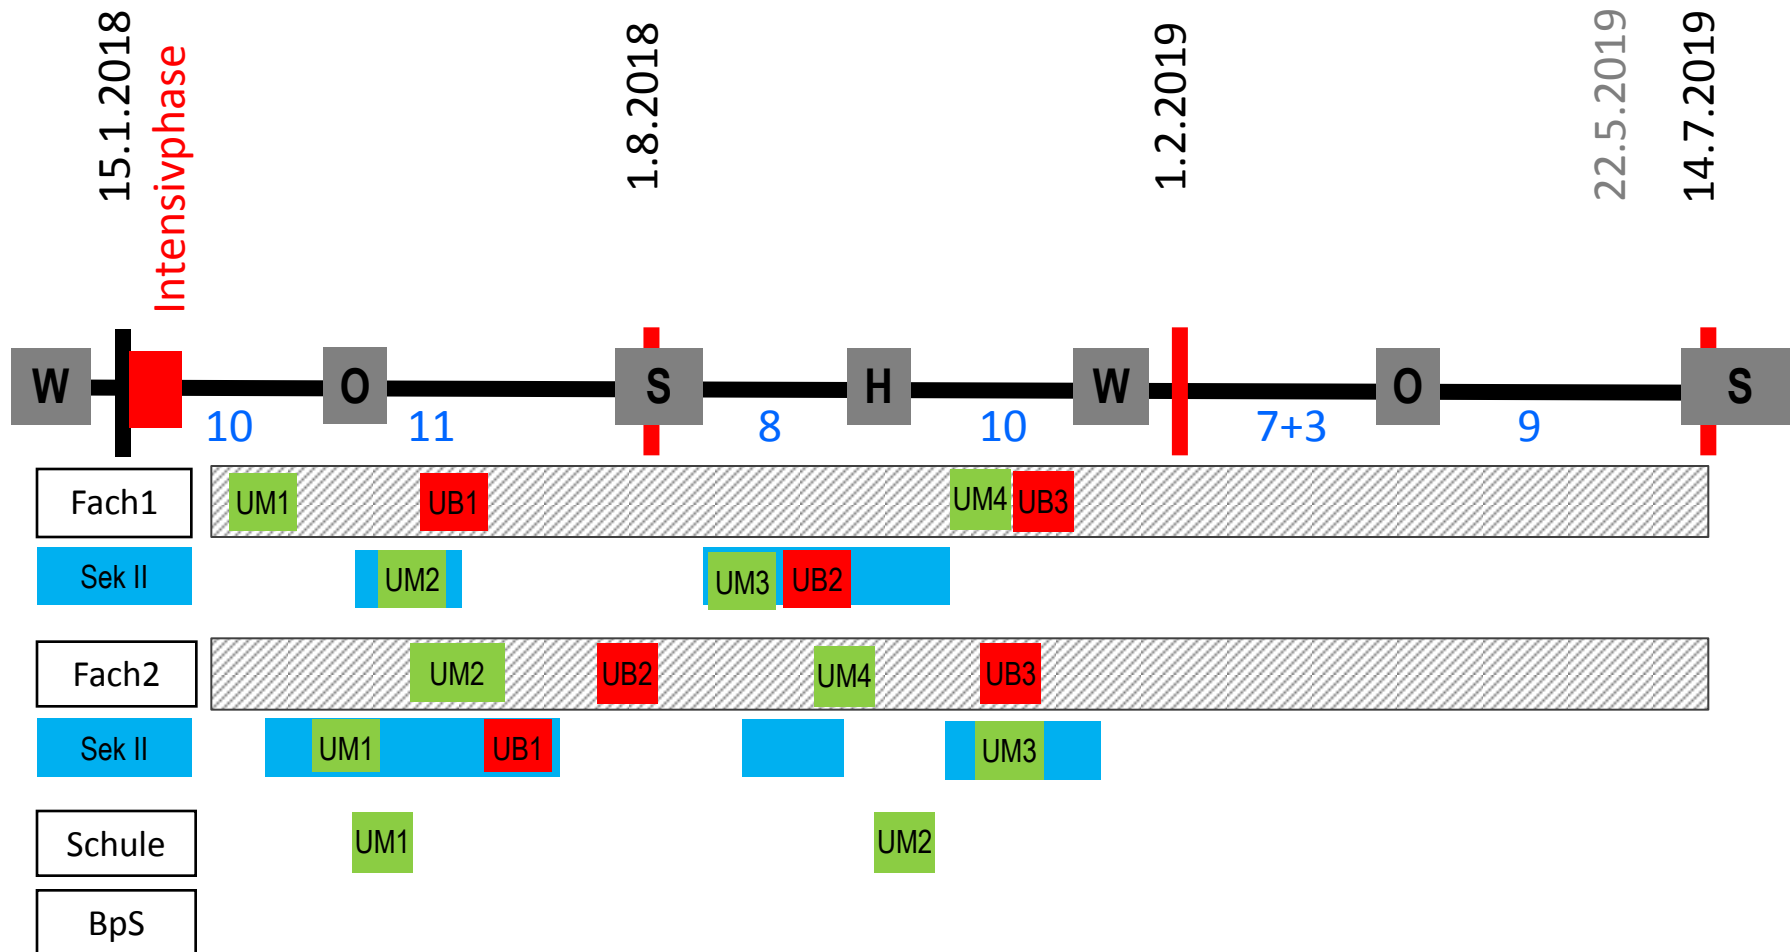 15.1.2018
Intensivphase
1.8.2018
1.2.2019
22.5.2019
14.7.2019
W O S H W O S
10 11 8 10 7+3 9
Fach1 UM1 UB1 UM4 UB3
Sek II UM2 UM3 UB2
Fach2 UM2 UB2 UM4 UB3
Sek II UM1 UB1 UM3
Schule UM1 UM2
BpS